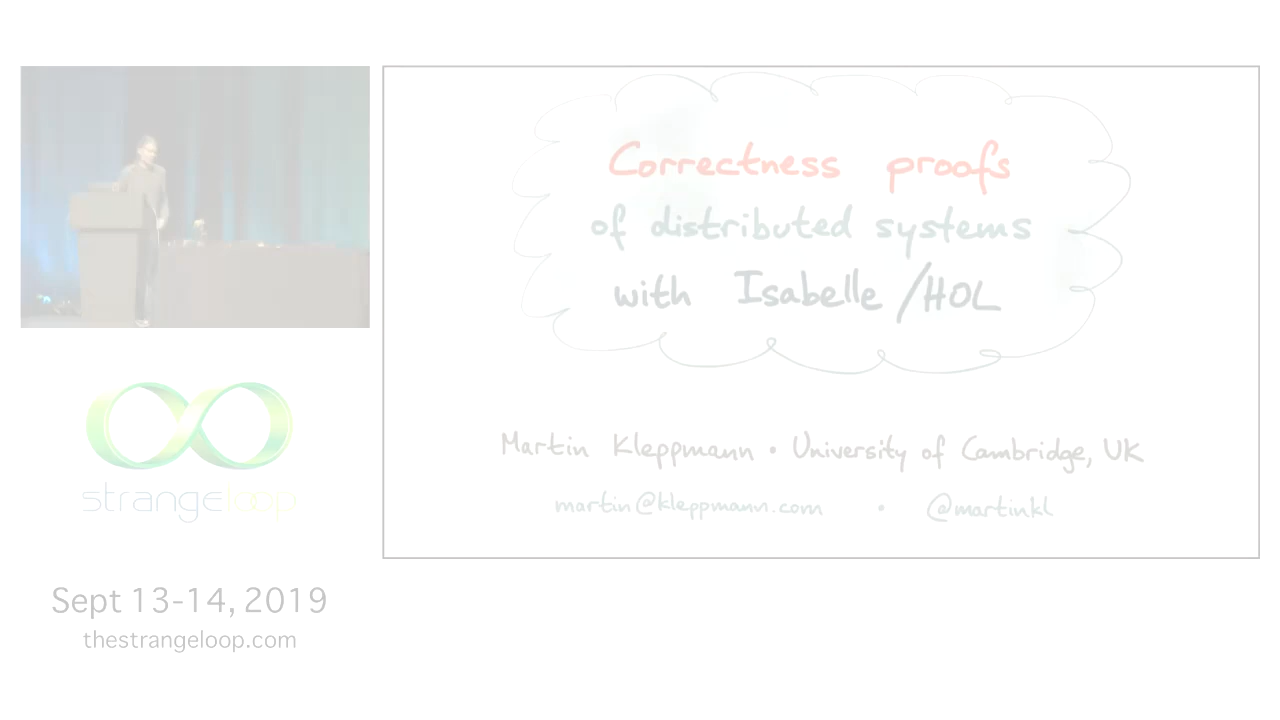 Correctness proofs
of distributed systems
with Isabelle/HOL
Martin Kleppmann • University of Cambridge, UK
martin@kleppmann.com • @martinkl
strangeloop
Sept 13-14, 2019
thestrangeloop.com